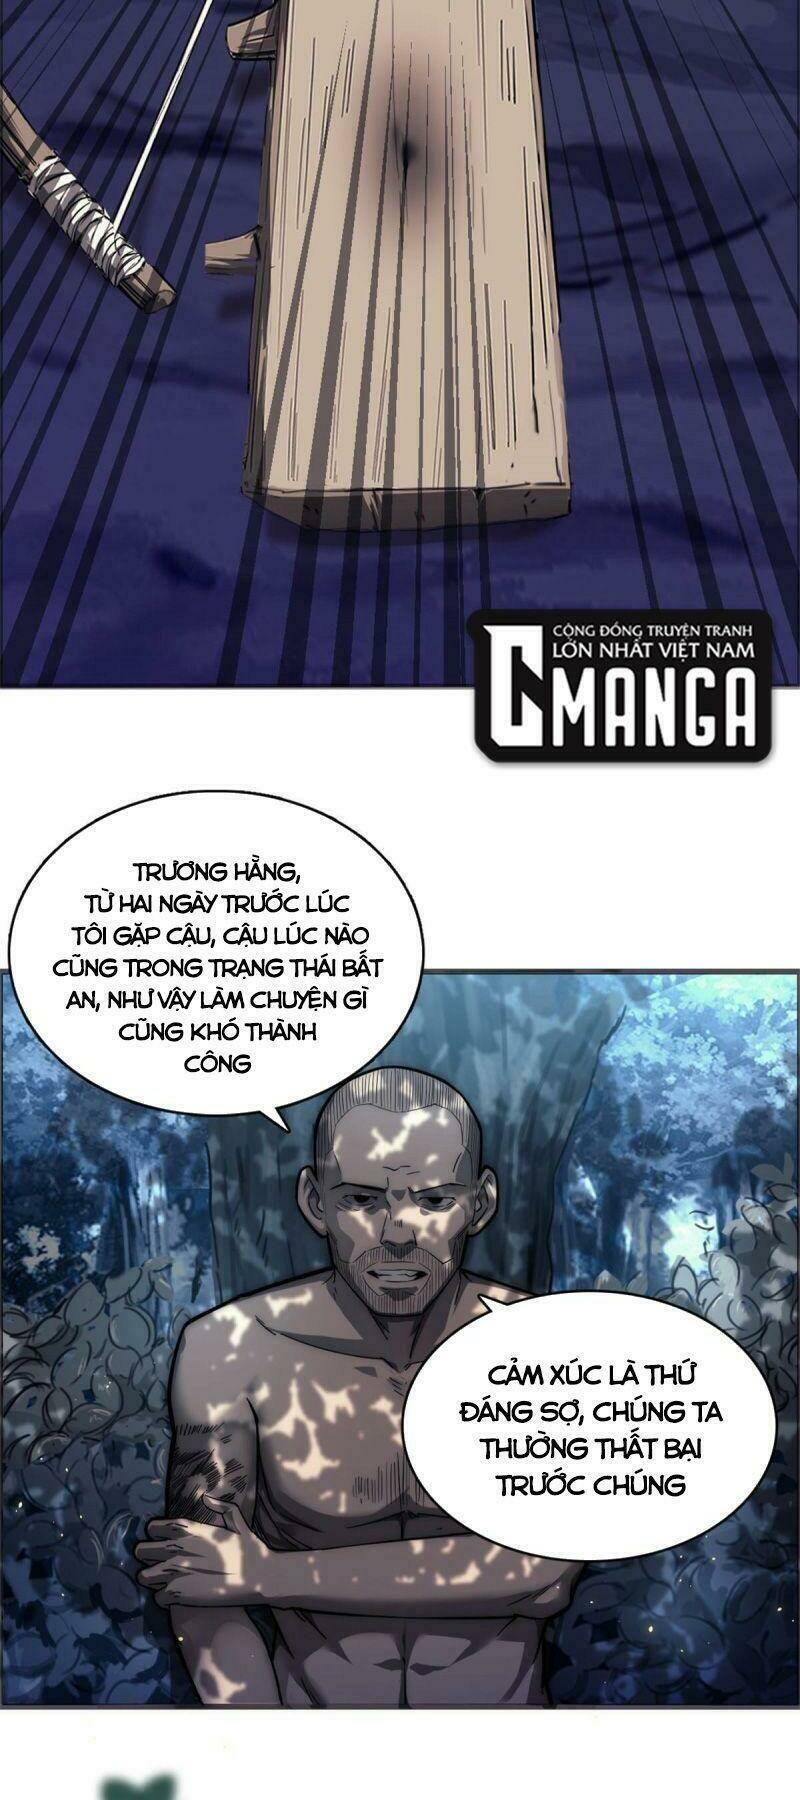 CỘNG ĐỒNG TRUYỆN TRANH
LỚN NHẤT VIỆT NAM
CMANGA
TRƯƠNG HẰNG,
TỪ HAI NGÀY TRƯỚC LÚC
TÔI GẶP CẬU, CẬU LÚC NÀO
CŨNG TRONG TRẠNG THÁI BẤT
AN, NHƯ VẬY LÀM CHUYỆN GÌ
CŨNG KHÓ THÀNH
CÔNG
CẢM XÚC LÀ THỨ
ĐÁNG SỢ, CHÚNG TA
THƯỜNG THẤT BẠI
TRƯỚC CHÚNG